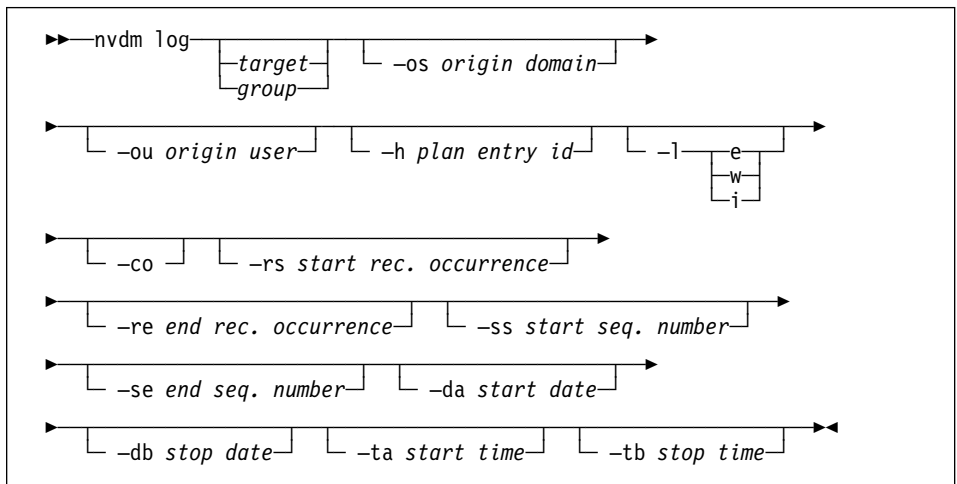 nvdm log
target
group
–os origin domain
–ou origin user –h plan entry id –l e
w
i
–co –rs start rec. occurrence
–re end rec. occurrence –ss start seq. number
–se end seq. number –da start date
–db stop date –ta start time –tb stop time